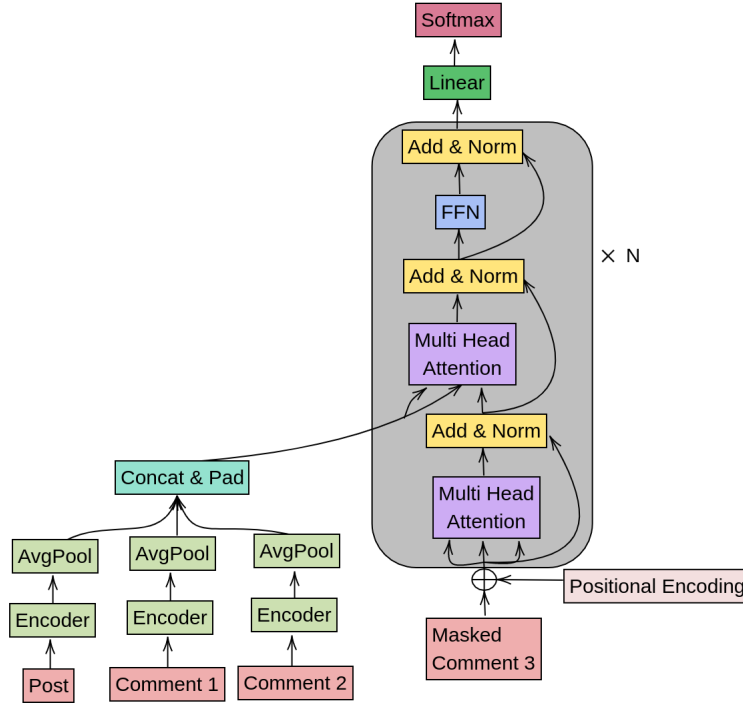 Softmax
Linear
Add & Norm
FFN
× N
Add & Norm
Multi Head
Attention
Add & Norm
Concat & Pad
Multi Head
Attention
AvgPool
AvgPool
AvgPool
Positional Encoding
Encoder
Encoder
Encoder
Masked
Comment 3
Post
Comment 1
Comment 2